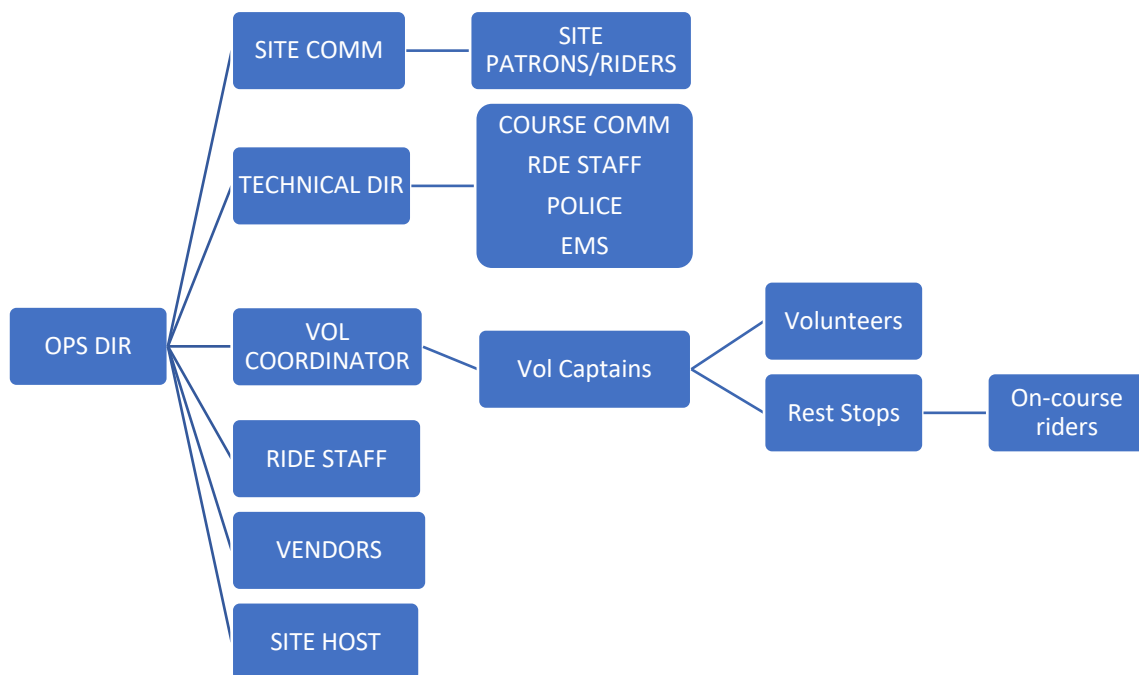 SITE COMM
SITE
PATRONS/RIDERS
TECHNICAL DIR
COURSE COMM
RDE STAFF
POLICE
EMS
OPS DIR
VOL
COORDINATOR
Vol Captains
Volunteers
Rest Stops
On-course
riders
RIDE STAFF
VENDORS
SITE HOST